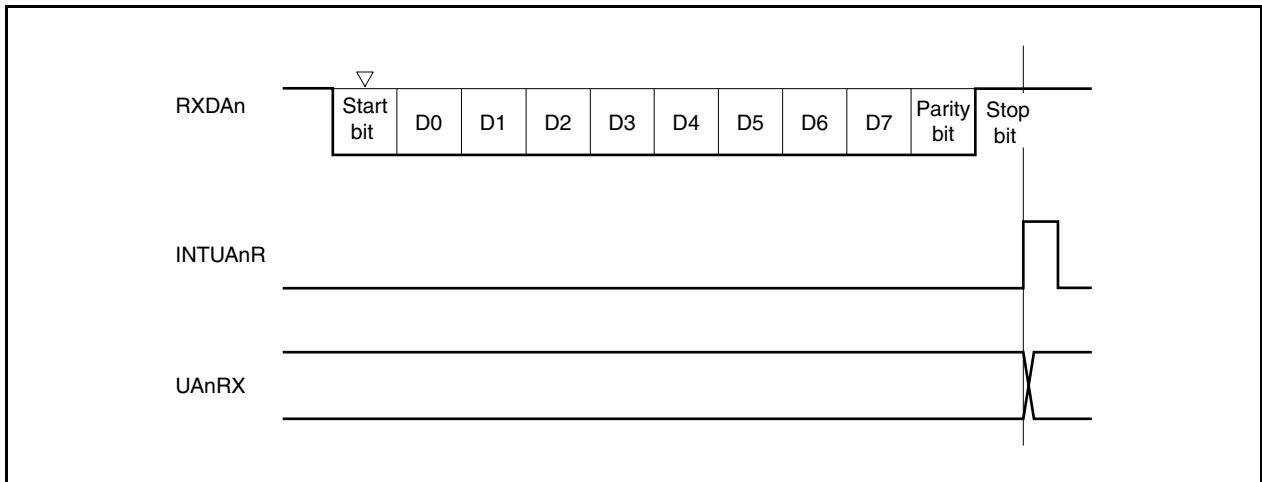 RXDAn
Start bit
D0
D1
D2
D3
D4
D5
D6
D7
Parity bit
Stop bit
INTUAnR
UAnRX